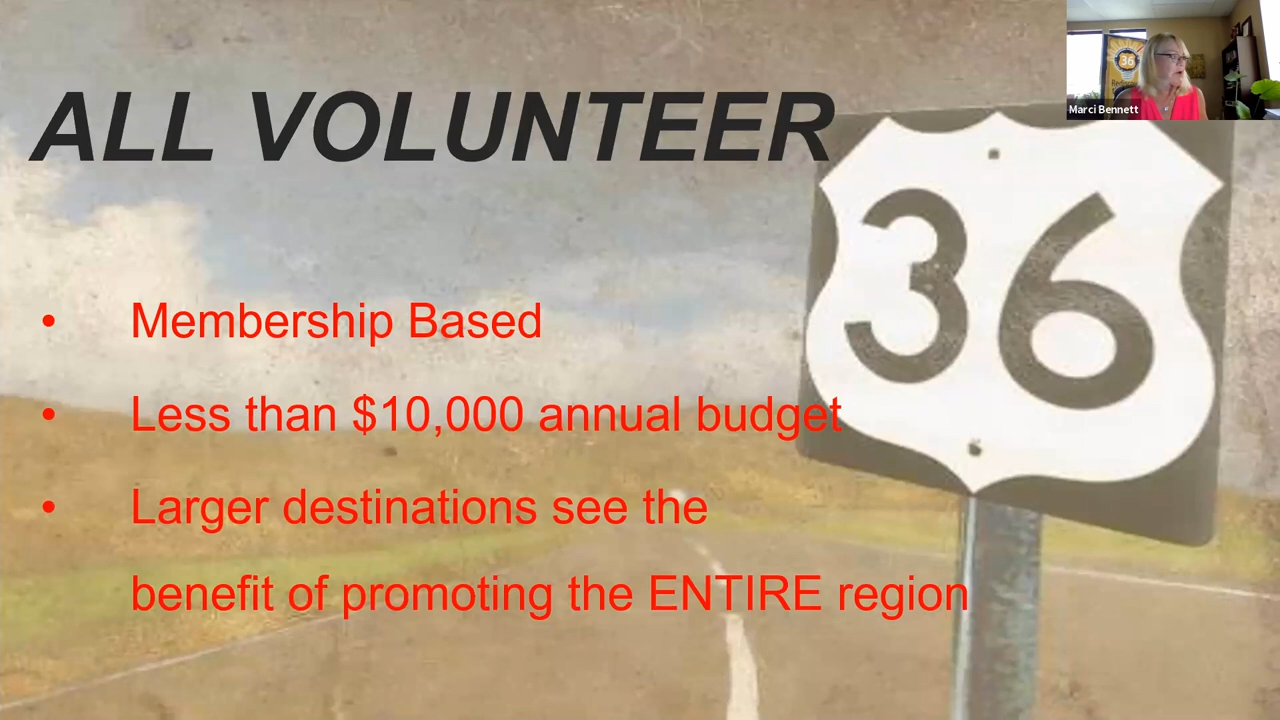 ALL VOLUNTEER
36
• Membership Based
• Less than $10,000 annual budget
• Larger destinations see the
benefit of promoting the ENTIRE region
36
Marci Bennett